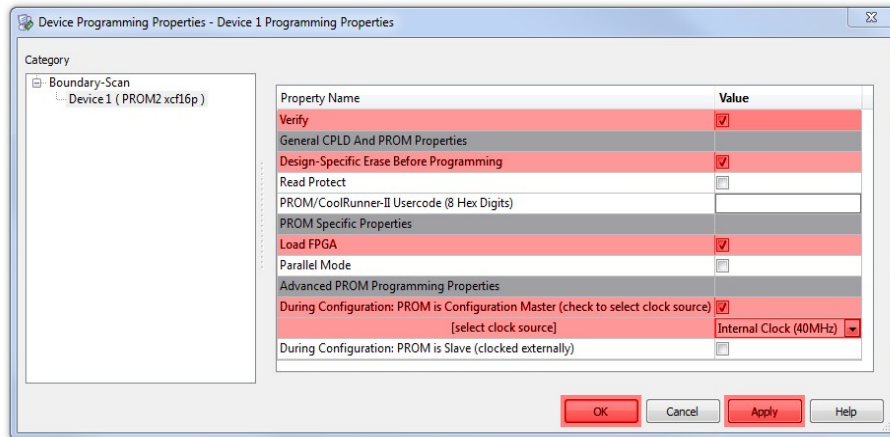 Device Programming Properties - Device 1 Programming Properties
Category
Boundary-Scan
Device 1 ( PROM2 xcf16p )
Property Name Value
Verify
General CPLD And PROM Properties
Design-Specific Erase Before Programming
Read Protect
PROM/CoolRunner-II Usercode (8 Hex Digits)
PROM Specific Properties
Load FPGA
Parallel Mode
Advanced PROM Programming Properties
During Configuration: PROM is Configuration Master (check to select clock source)
[select clock source] Internal Clock (40MHz)
During Configuration: PROM is Slave (clocked externally)
OK Cancel Apply Help